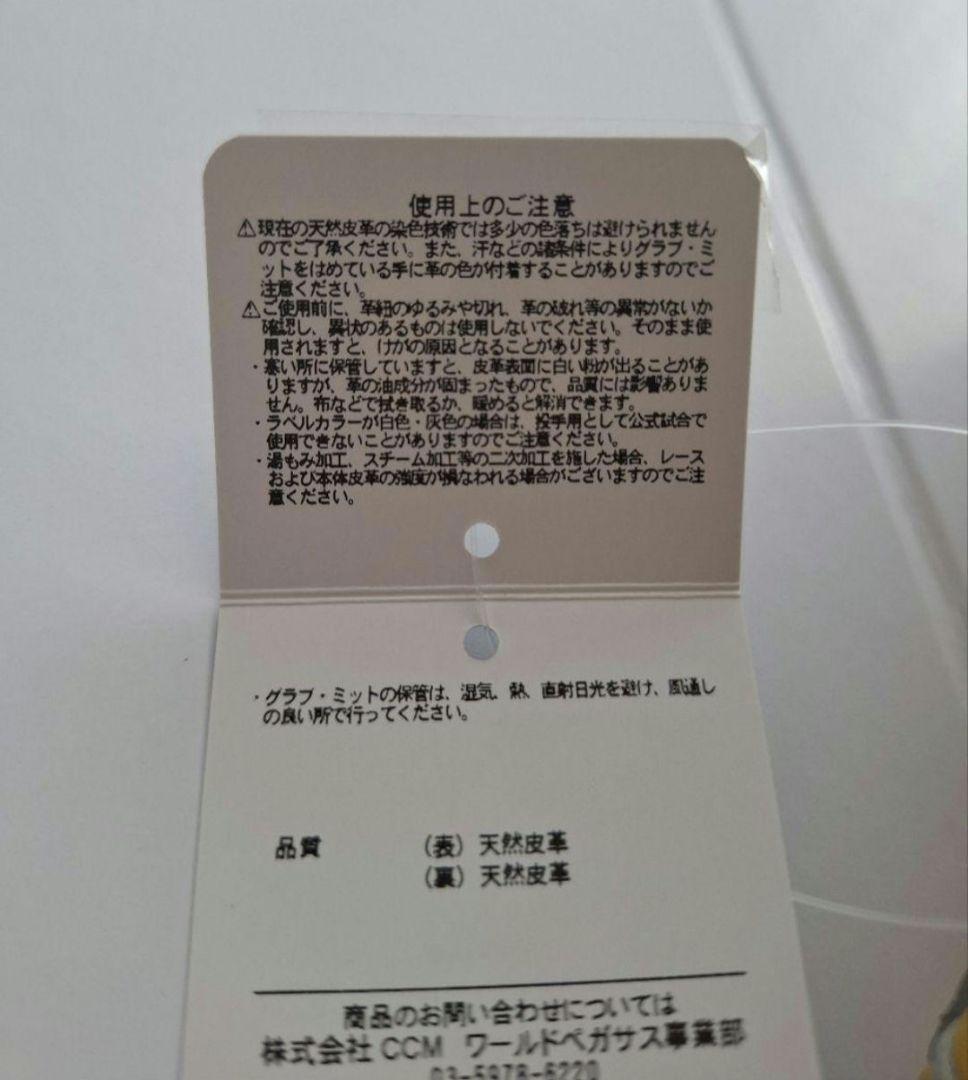 使用上のご注意
⚠現在の天然皮革の染色技術では多少の色落ちは避けられません
のでご了承ください。また、汗などの諸条件によりグラブ・ミ
ットをはめている手に革の色が付着することがありますのでご
注意ください。
⚠ご使用前に、革紐のゆるみや切れ、革の破れ等の異常がないか
確認し、異状のあるものは使用しないでください。そのまま使
用されますと、けがの原因となることがあります。
・寒い所に保管していますと、皮革表面に白い粉が出ることがあ
りますが、革の油成分が固まったもので、品質には影響ありま
せん。布などで拭き取るか、暖めると解消できます。
・ラベルカラーが白色・灰色の場合は、投手用として公式試合で
使用できないことがありますのでご注意ください。
・湯もみ加工、スチーム加工等の二次加工を施した場合、レース
および本体皮革の強度が損なわれる場合がございますのでご注
意ください。
・グラブ・ミットの保管は、湿気、熱、直射日光を避け、風通し
の良い所で行ってください。
品質 (表) 天然皮革
(裏) 天然皮革
商品のお問い合わせについては
株式会社CCM ワールドペガサス事業部
03-5978-6220